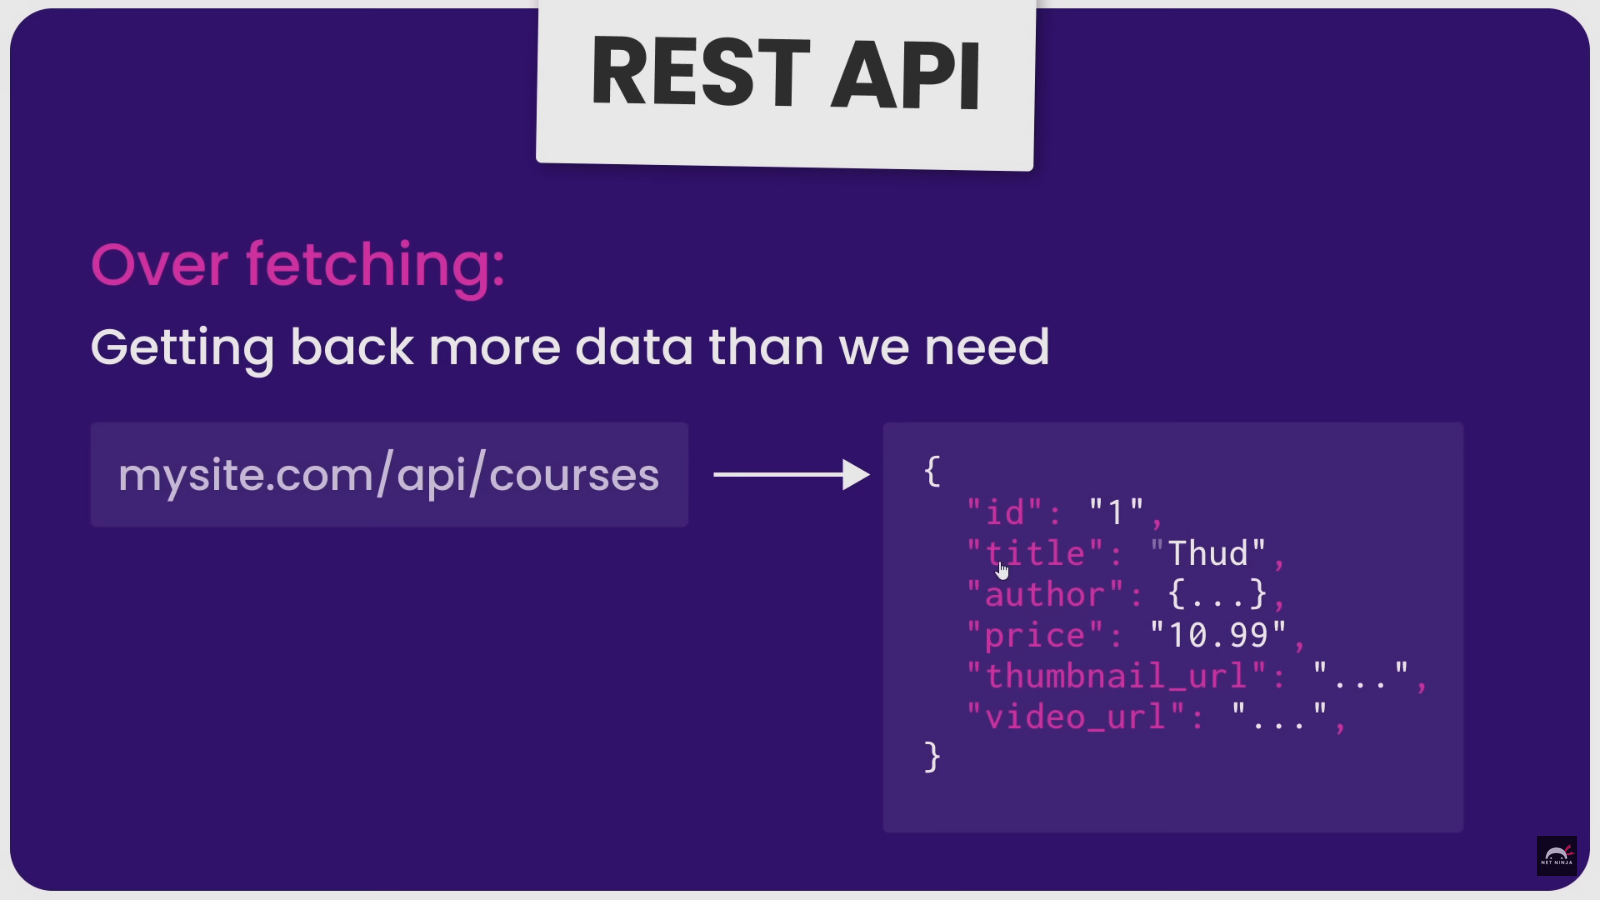 REST API
Over fetching:
Getting back more data than we need
mysite.com/api/courses
{
"id": "1",
"title": "Thud",
"author": {...},
"price": "10.99",
"thumbnail_url": "...",
"video_url": "...",
}
NET NINJA